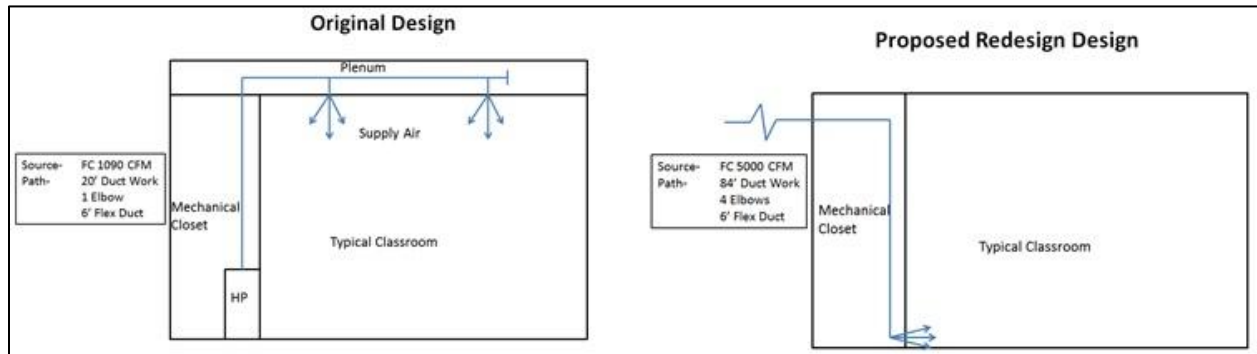 Original Design
Plenum
Supply Air
Source- FC 1090 CFM
Path- 20' Duct Work
1 Elbow
6' Flex Duct
Mechanical
Closet
Typical Classroom
HP
Proposed Redesign Design
Source- FC 5000 CFM
Path- 84' Duct Work
4 Elbows
6' Flex Duct
Mechanical
Closet
Typical Classroom